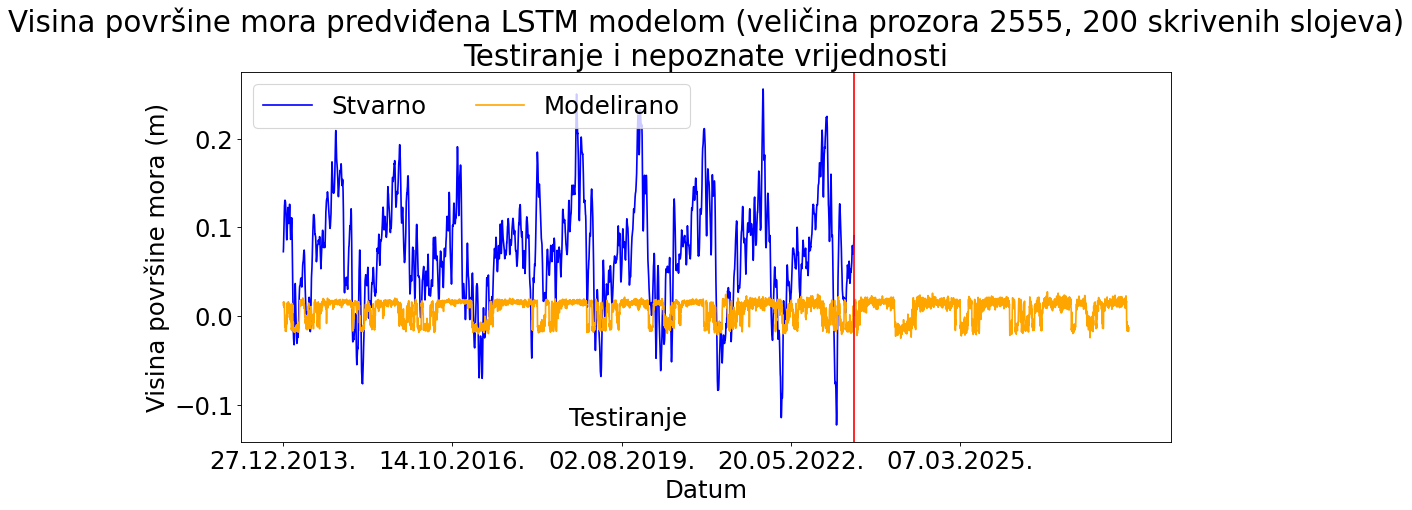 Visina površine mora predviđena LSTM modelom (veličina prozora 2555, 200 skrivenih slojeva)
Testiranje i nepoznate vrijednosti
Stvarno
Modelirano
Visina površine mora (m)
0.2
0.1
0.0
−0.1
Testiranje
27.12.2013.
14.10.2016.
02.08.2019.
20.05.2022.
07.03.2025.
Datum